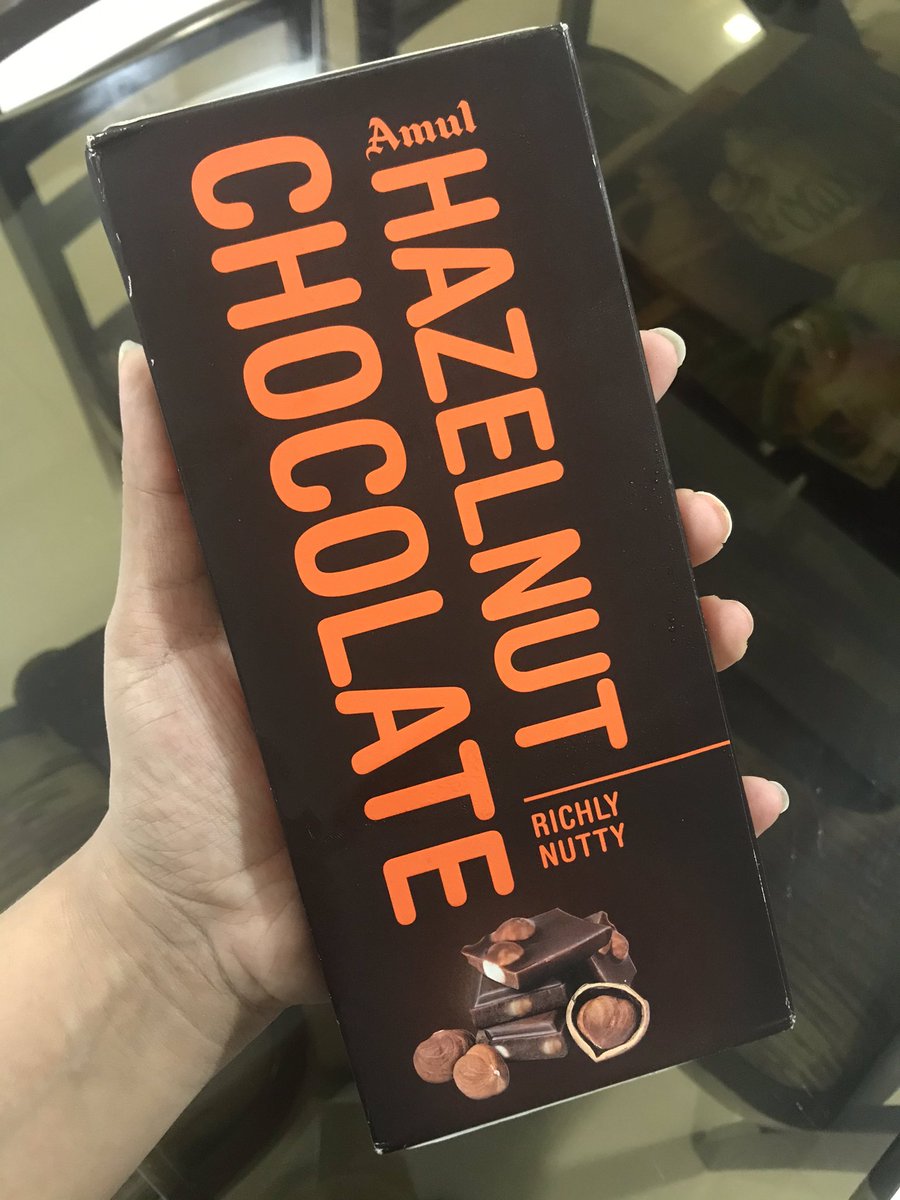 Amul
HAZELNUT
CHOCOLATE
RICHLY
NUTTY